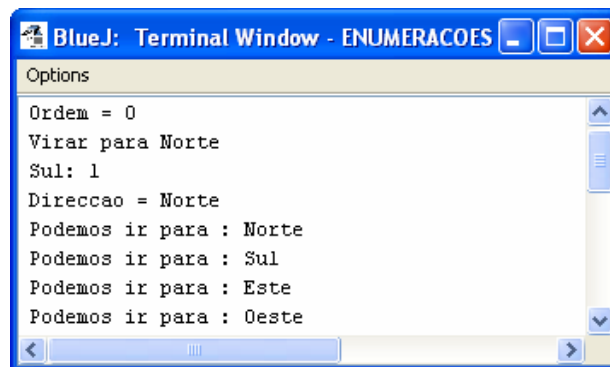 BlueJ: Terminal Window - ENUMERACOES
Options
Ordem = 0
Virar para Norte
Sul: 1
Direccao = Norte
Podemos ir para : Norte
Podemos ir para : Sul
Podemos ir para : Este
Podemos ir para : Oeste